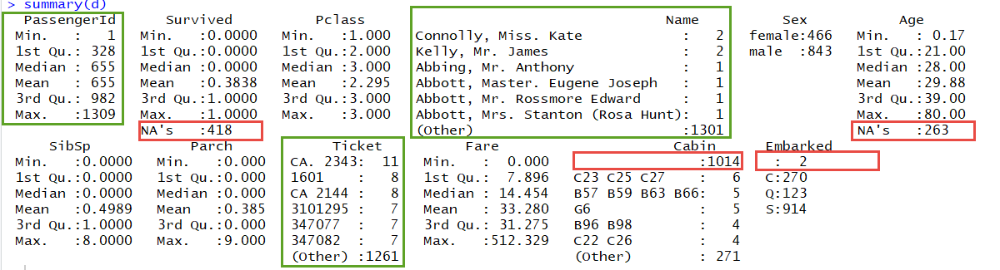 > summary(d)
PassengerId Survived Pclass Name Sex Age
Min. : 1 Min. :0.0000 Min. :1.000 Connolly, Miss. Kate : 2 female:466 Min. : 0.17
1st Qu.: 328 1st Qu.:0.0000 1st Qu.:2.000 Kelly, Mr. James : 2 male :843 1st Qu.:21.00
Median : 655 Median :0.0000 Median :3.000 Abbing, Mr. Anthony : 1 Median :28.00
Mean : 655 Mean :0.3838 Mean :2.295 Abbott, Master. Eugene Joseph : 1 Mean :29.88
3rd Qu.: 982 3rd Qu.:1.0000 3rd Qu.:3.000 Abbott, Mr. Rossmore Edward : 1 3rd Qu.:39.00
Max. :1309 Max. :1.0000 Max. :3.000 Abbott, Mrs. Stanton (Rosa Hunt): 1 Max. :80.00
NA's :418 (Other) :1301 NA's :263
SibSp Parch Ticket Fare Cabin Embarked
Min. :0.0000 Min. :0.000 CA. 2343: 11 Min. : 0.000 :1014 : 2
1st Qu.:0.0000 1st Qu.:0.000 1601 : 8 1st Qu.: 7.896 C23 C25 C27 : 6 C:270
Median :0.0000 Median :0.000 CA 2144 : 8 Median : 14.454 B57 B59 B63 B66: 5 Q:123
Mean :0.4989 Mean :0.385 3101295 : 7 Mean : 33.280 G6 : 5 S:914
3rd Qu.:1.0000 3rd Qu.:0.000 347077 : 7 3rd Qu.: 31.275 B96 B98 : 4
Max. :8.0000 Max. :9.000 347082 : 7 Max. :512.329 C22 C26 : 4
(Other) :1261 (Other) : 271